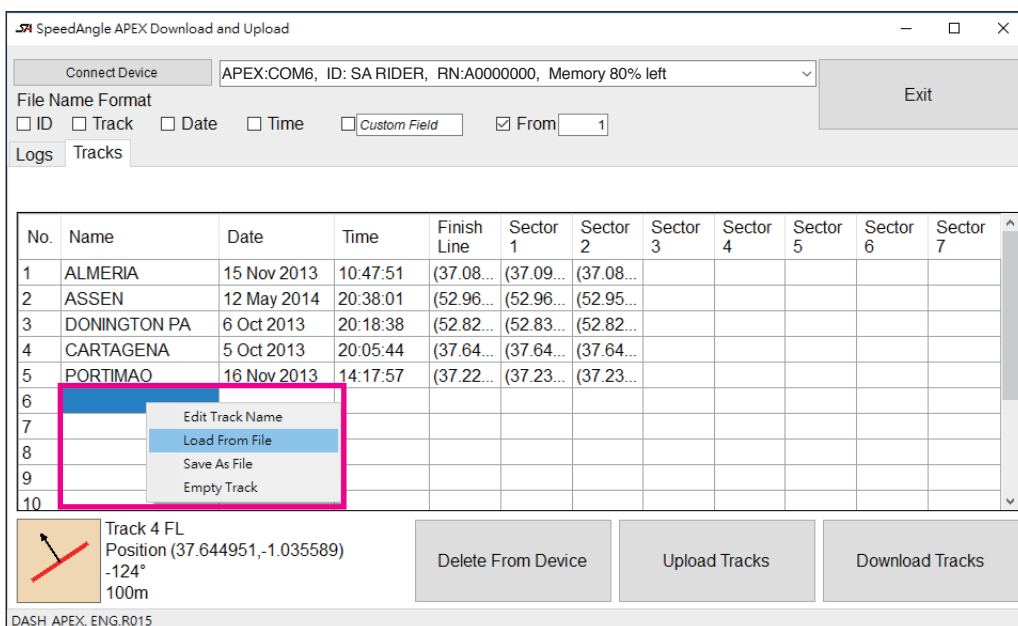 SA SpeedAngle APEX Download and Upload
Connect Device APEX:COM6, ID: SA RIDER, RN:A0000000, Memory 80% left Exit
File Name Format
ID Track Date Time Custom Field From 1
Logs Tracks
No. Name Date Time Finish Line Sector 1 Sector 2 Sector 3 Sector 4 Sector 5 Sector 6 Sector 7
1 ALMERIA 15 Nov 2013 10:47:51 (37.08... (37.09... (37.08...
2 ASSEN 12 May 2014 20:38:01 (52.96... (52.96... (52.95...
3 DONINGTON PA 6 Oct 2013 20:18:38 (52.82... (52.83... (52.82...
4 CARTAGENA 5 Oct 2013 20:05:44 (37.64... (37.64... (37.64...
5 PORTIMAO 16 Nov 2013 14:17:57 (37.22... (37.23... (37.23...
6
Edit Track Name
7
Load From File
8
Save As File
9
Empty Track
10
Track 4 FL
Position (37.644951,-1.035589)
-124°
100m
Delete From Device Upload Tracks Download Tracks
DASH APEX, ENG.R015